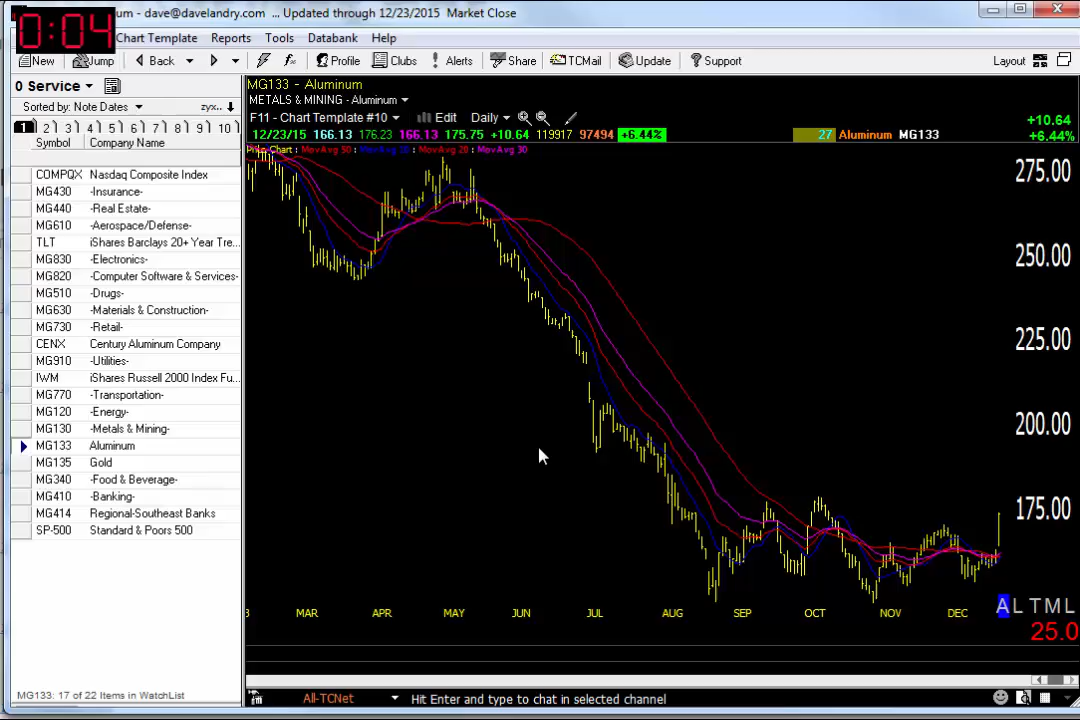 um - dave@davelandry.com ... Updated through 12/23/2015 Market Close
0:04
Chart Template Reports Tools Databank Help
New Jump Back Profile Clubs Alerts Share TCMail Update Support Layout
0 Service
Sorted by: Note Dates zyx..
1 2 3 4 5 6 7 8 9 10
Symbol Company Name
COMPQX Nasdaq Composite Index
MG430 -Insurance-
MG440 -Real Estate-
MG610 -Aerospace/Defense-
TLT iShares Barclays 20+ Year Tre...
MG830 -Electronics-
MG820 -Computer Software & Services-
MG510 -Drugs-
MG630 -Materials & Construction-
MG730 -Retail-
CENX Century Aluminum Company
MG910 -Utilities-
IWM iShares Russell 2000 Index Fu...
MG770 -Transportation-
MG120 -Energy-
MG130 -Metals & Mining-
MG133 Aluminum
MG135 Gold
MG340 -Food & Beverage-
MG410 -Banking-
MG414 Regional-Southeast Banks
SP-500 Standard & Poors 500
MG133: 17 of 22 Items in WatchList
MG133 - Aluminum
METALS & MINING - Aluminum
F11 - Chart Template #10 Edit Daily
12/23/15 166.13 176.23 166.13 175.75 +10.64 119917 97494 +6.44% 27 Aluminum MG133
+10.64
+6.44%
Price Chart : MovAvg 50 : MovAvg 20 : MovAvg 30
275.00
250.00
225.00
200.00
175.00
MAR APR MAY JUN JUL AUG SEP OCT NOV DEC
A L T M L
25.0
All-TCNet Hit Enter and type to chat in selected channel